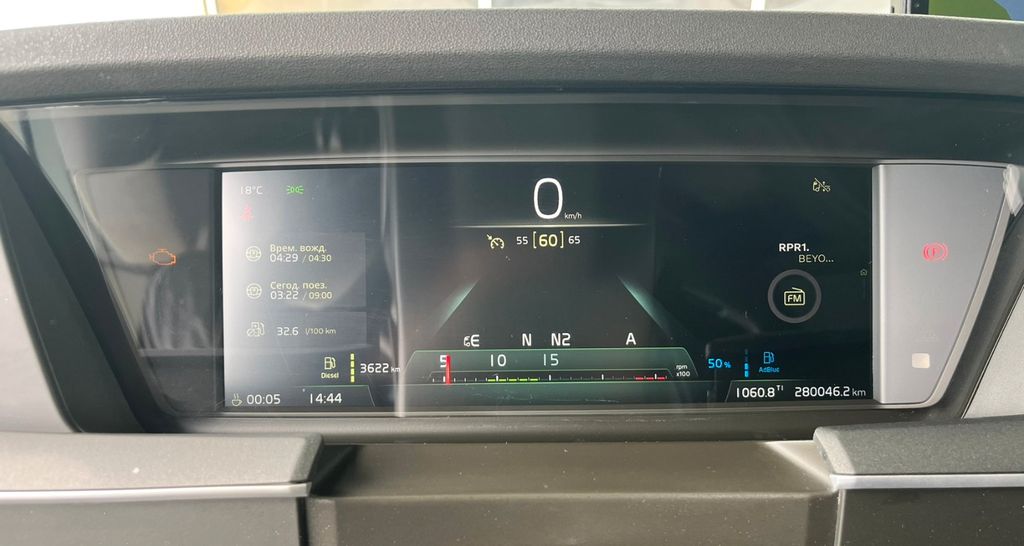 18°C
0 km/h
55 [60] 65
Врем. вожд.
04:29 / 04:30
Сегод. поез.
03:22 / 09:00
32.6 l/100 km
RPR1.
BEYO...
FM
E N N2 A
5 10 15
rpm x100
Diesel
3622 km
50%
AdBlue
00:05
14:44
1060.8 T1
280046.2 km